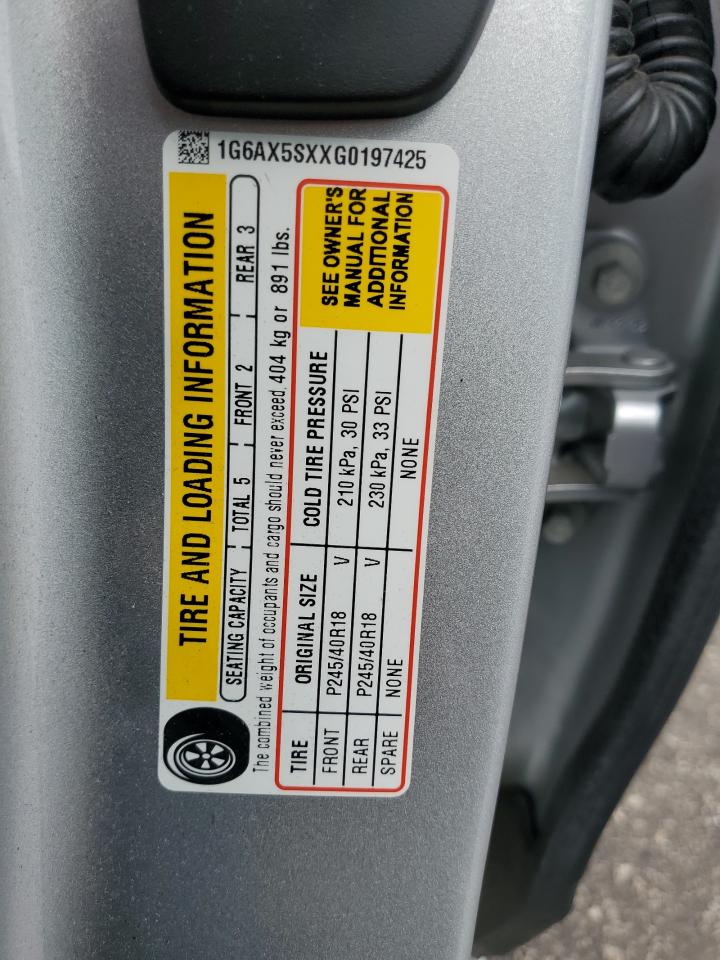 1G6AX5SXXG0197425
TIRE AND LOADING INFORMATION
SEATING CAPACITY TOTAL 5 FRONT 2 REAR 3
The combined weight of occupants and cargo should never exceed 404 kg or 891 lbs.
TIRE ORIGINAL SIZE COLD TIRE PRESSURE
FRONT P245/40R18 V 210 kPa, 30 PSI
REAR P245/40R18 V 230 kPa, 33 PSI
SPARE NONE NONE
SEE OWNER'S
MANUAL FOR
ADDITIONAL
INFORMATION